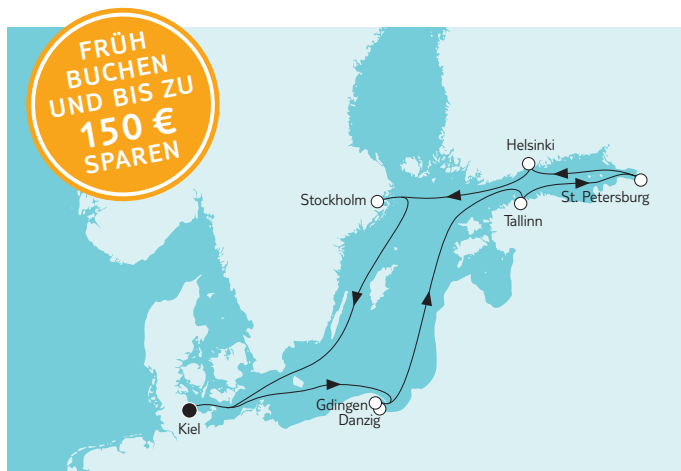 FRÜH
BUCHEN
UND BIS ZU
150 €
SPAREN
Helsinki
Stockholm
St. Petersburg
Tallinn
Gdingen
Danzig
Kiel